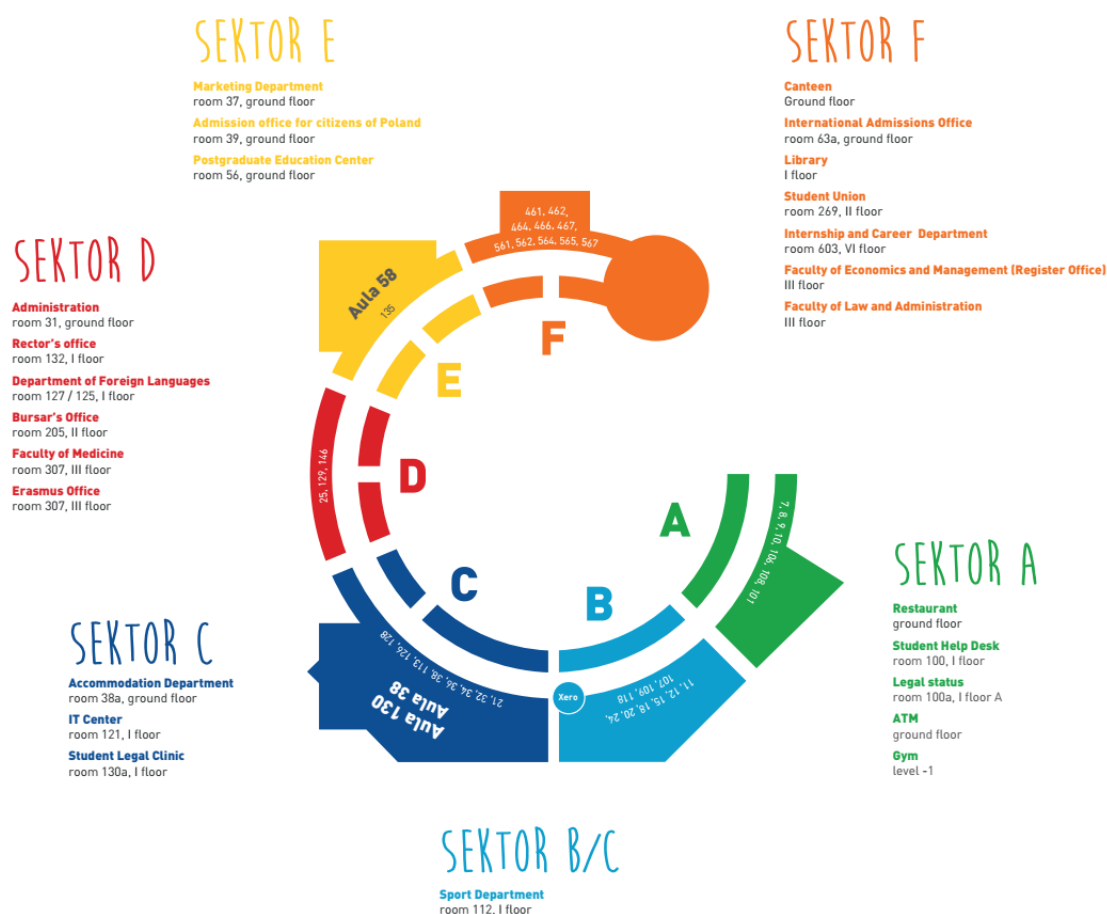 SEKTOR E
Marketing Department
room 37, ground floor
Admission office for citizens of Poland
room 39, ground floor
Postgraduate Education Center
room 56, ground floor
SEKTOR F
Canteen
Ground floor
International Admissions Office
room 63a, ground floor
Library
I floor
Student Union
room 269, II floor
Internship and Career Department
room 603, VI floor
Faculty of Economics and Management (Register Office)
III floor
Faculty of Law and Administration
III floor
SEKTOR D
Administration
room 31, ground floor
Rector's office
room 132, I floor
Department of Foreign Languages
room 127 / 125, I floor
Bursar's Office
room 205, II floor
Faculty of Medicine
room 307, III floor
Erasmus Office
room 307, III floor
461, 462,
464, 466, 467,
561, 562, 564, 565, 567
F
Aula 58
135
E
25, 129, 146
D
A
7, 8, 9, 10, 106, 108, 101
C
B
21, 32, 34, 36, 38, 113, 126, 128
Aula 38
Aula 130
Xero
11, 12, 15, 18, 20, 24,
107, 109, 118
SEKTOR C
Accommodation Department
room 38a, ground floor
IT Center
room 121, I floor
Student Legal Clinic
room 130a, I floor
SEKTOR A
Restaurant
ground floor
Student Help Desk
room 100, I floor
Legal status
room 100a, I floor A
ATM
ground floor
Gym
level -1
SEKTOR B/C
Sport Department
room 112, I floor